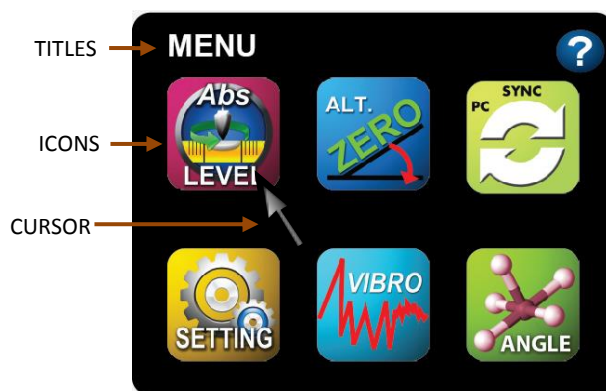 TITLES
MENU
?
ICONS
Abs
LEVEL
ALT.
ZERO
PC
SYNC
CURSOR
SETTING
VIBRO
ANGLE